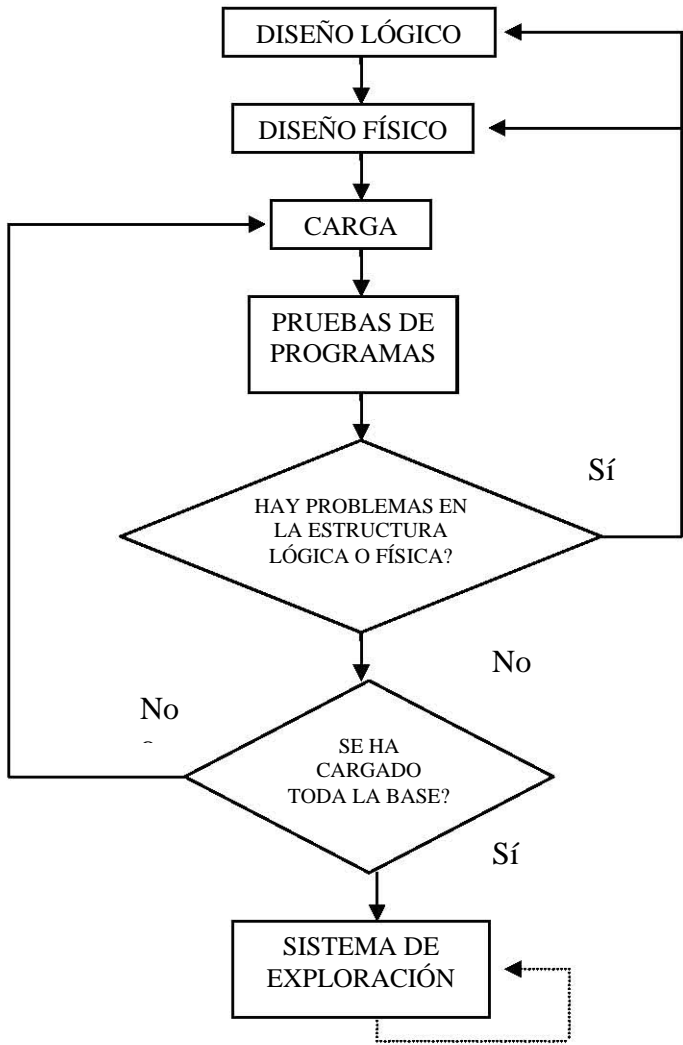 DISEÑO LÓGICO
DISEÑO FÍSICO
CARGA
PRUEBAS DE
PROGRAMAS
Sí
HAY PROBLEMAS EN
LA ESTRUCTURA
LÓGICA O FÍSICA?
No
No
SE HA
CARGADO
TODA LA BASE?
Sí
SISTEMA DE
EXPLORACIÓN